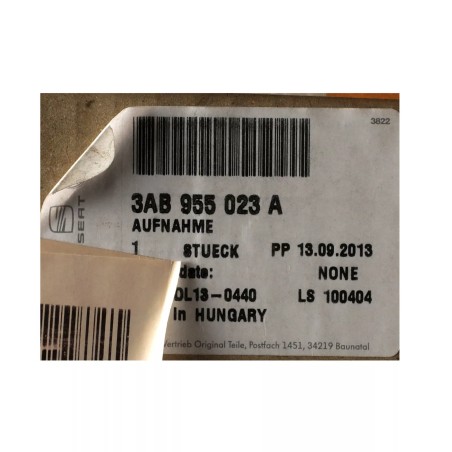 3822
3AB 955 023 A
SEAT
AUFNAHME
1 STUECK PP 13.09.2013
date: NONE
OL13-0440 LS 100404
in HUNGARY
Vertrieb Original Teile, Postfach 1451, 34219 Baunatal